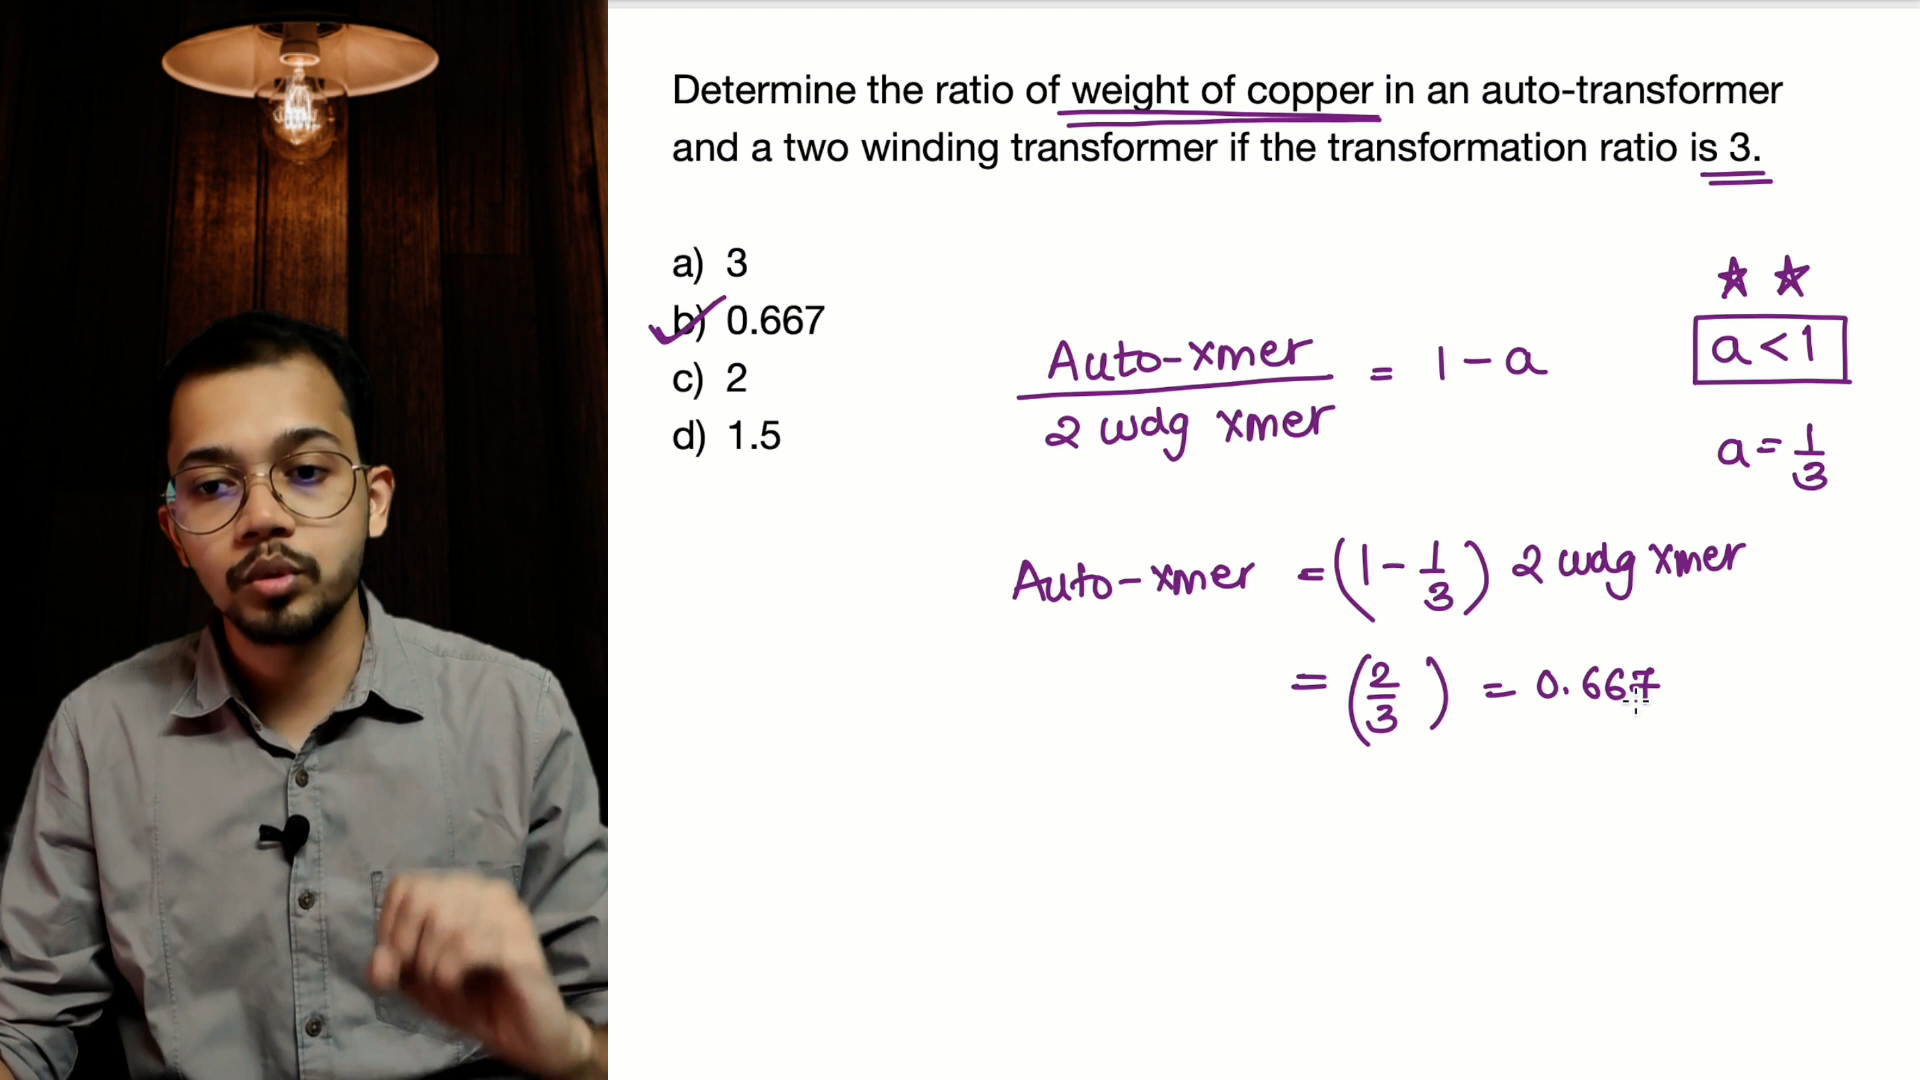 Determine the ratio of weight of copper in an auto-transformer
and a two winding transformer if the transformation ratio is 3.
a) 3
b) 0.667
c) 2
d) 1.5
Auto-xmer / 2 wdg xmer = 1 - a
a < 1
a = 1/3
Auto-xmer = (1 - 1/3) 2 wdg xmer
= (2/3) = 0.667